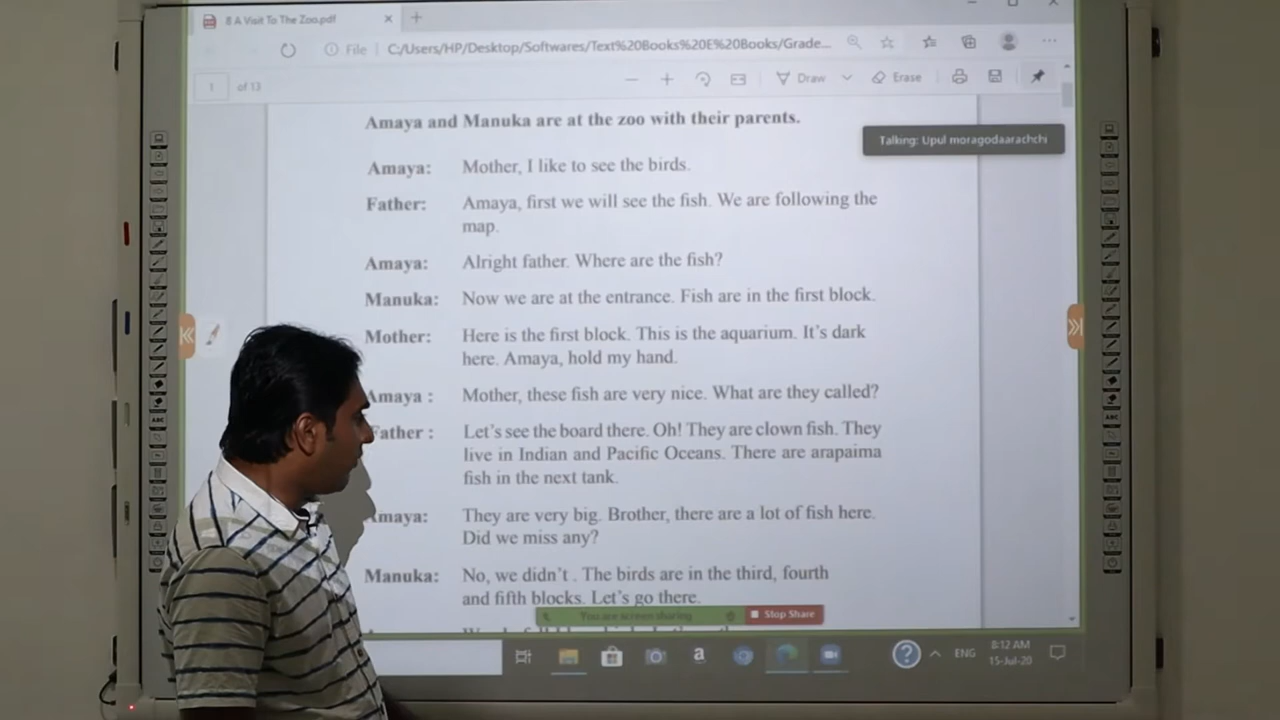 8 A Visit To The Zoo.pdf
File C:/Users/HP/Desktop/Softwares/Text%20Books%20E%20Books/Grade...
1 of 13 Draw Erase
Amaya and Manuka are at the zoo with their parents.
Talking: Upul moragodaarachchi
Amaya: Mother, I like to see the birds.
Father: Amaya, first we will see the fish. We are following the
map.
Amaya: Alright father. Where are the fish?
Manuka: Now we are at the entrance. Fish are in the first block.
Mother: Here is the first block. This is the aquarium. It's dark
here. Amaya, hold my hand.
Amaya : Mother, these fish are very nice. What are they called?
Father : Let's see the board there. Oh! They are clown fish. They
live in Indian and Pacific Oceans. There are arapaima
fish in the next tank.
Amaya: They are very big. Brother, there are a lot of fish here.
Did we miss any?
Manuka: No, we didn't . The birds are in the third, fourth
and fifth blocks. Let's go there.
You are screen sharing Stop Share
ENG 8:12 AM
15-Jul-20